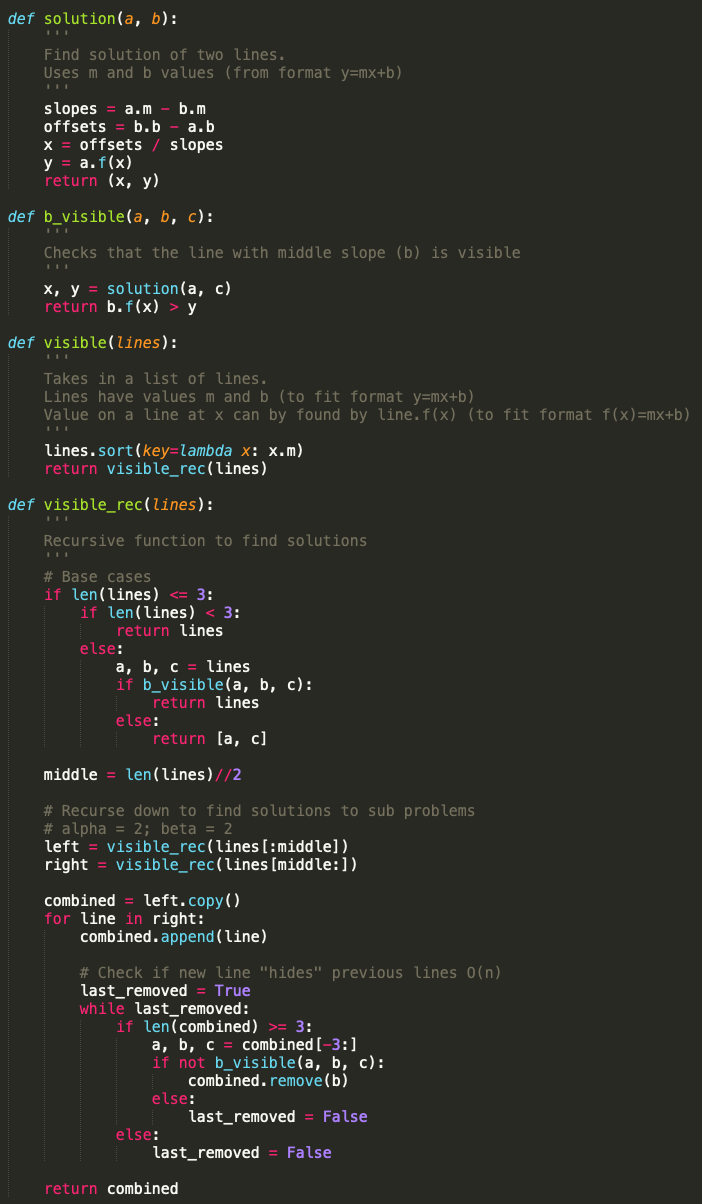 def solution(a, b):
    '''
    Find solution of two lines.
    Uses m and b values (from format y=mx+b)
    '''
    slopes = a.m - b.m
    offsets = b.b - a.b
    x = offsets / slopes
    y = a.f(x)
    return (x, y)

def b_visible(a, b, c):
    '''
    Checks that the line with middle slope (b) is visible
    '''
    x, y = solution(a, c)
    return b.f(x) > y

def visible(lines):
    '''
    Takes in a list of lines.
    Lines have values m and b (to fit format y=mx+b)
    Value on a line at x can by found by line.f(x) (to fit format f(x)=mx+b)
    '''
    lines.sort(key=lambda x: x.m)
    return visible_rec(lines)

def visible_rec(lines):
    '''
    Recursive function to find solutions
    '''
    # Base cases
    if len(lines) <= 3:
        if len(lines) < 3:
            return lines
        else:
            a, b, c = lines
            if b_visible(a, b, c):
                return lines
            else:
                return [a, c]

    middle = len(lines)//2

    # Recurse down to find solutions to sub problems
    # alpha = 2; beta = 2
    left = visible_rec(lines[:middle])
    right = visible_rec(lines[middle:])

    combined = left.copy()
    for line in right:
        combined.append(line)

        # Check if new line "hides" previous lines O(n)
        last_removed = True
        while last_removed:
            if len(combined) >= 3:
                a, b, c = combined[-3:]
                if not b_visible(a, b, c):
                    combined.remove(b)
                else:
                    last_removed = False
            else:
                last_removed = False

    return combined